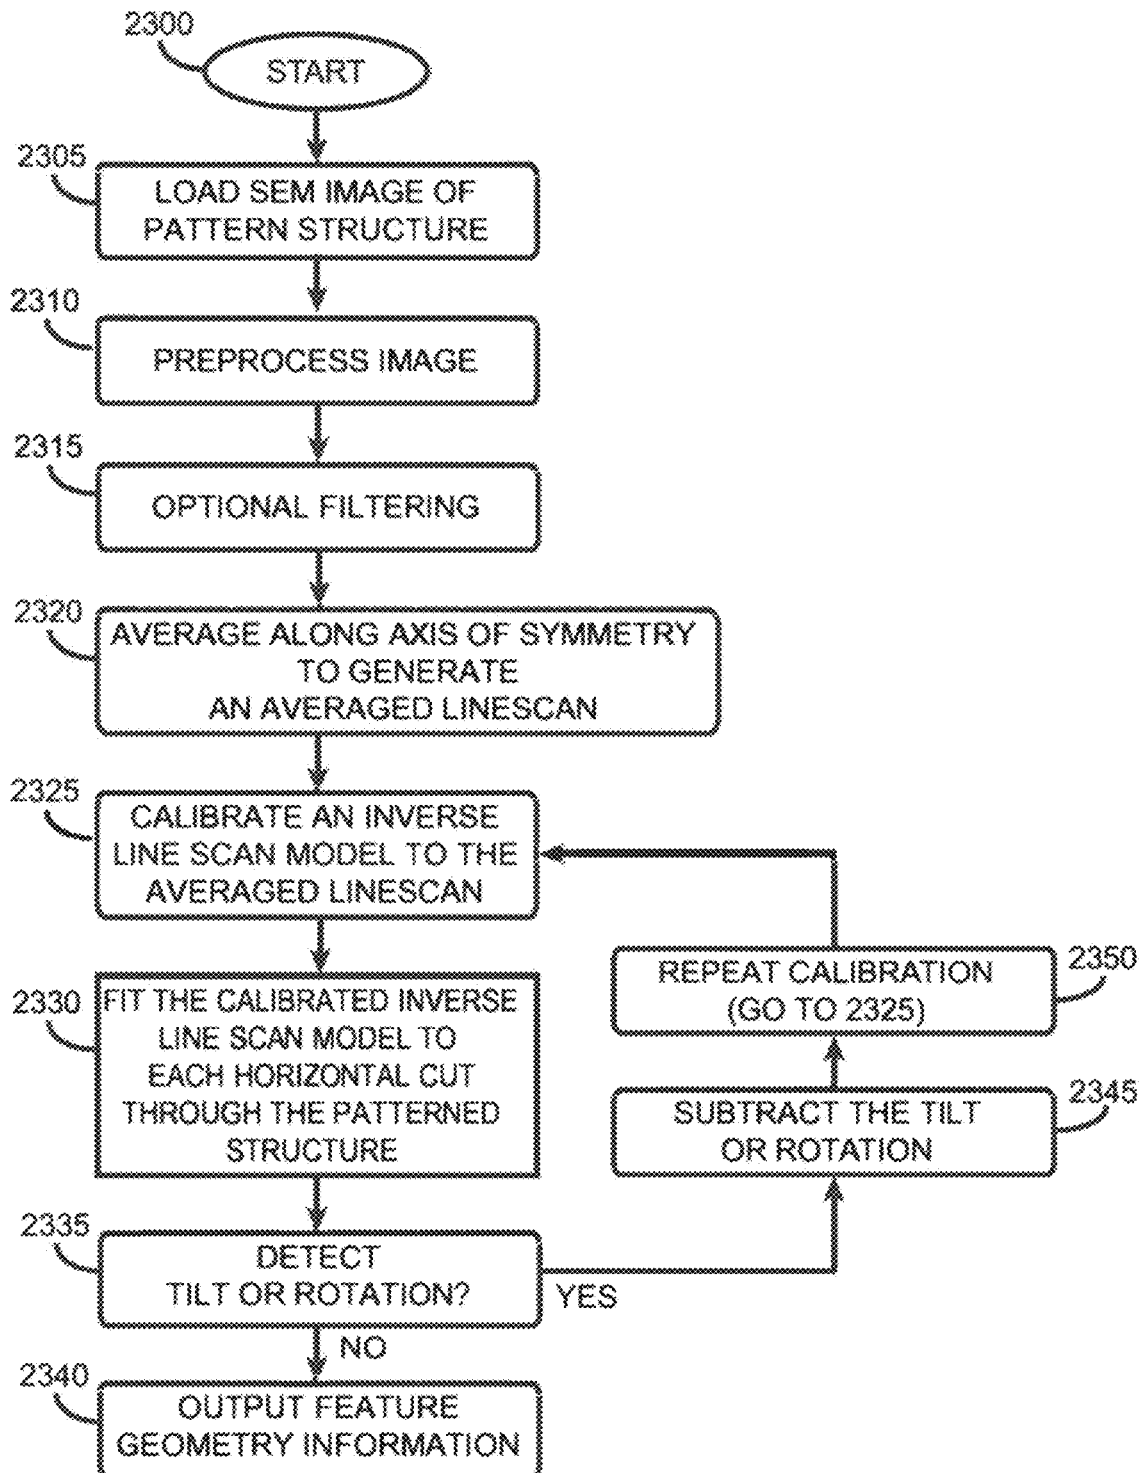 2300
START
2305
LOAD SEM IMAGE OF
PATTERN STRUCTURE
2310
PREPROCESS IMAGE
2315
OPTIONAL FILTERING
2320
AVERAGE ALONG AXIS OF SYMMETRY
TO GENERATE
AN AVERAGED LINESCAN
2325
CALIBRATE AN INVERSE
LINE SCAN MODEL TO THE
AVERAGED LINESCAN
2330
FIT THE CALIBRATED INVERSE
LINE SCAN MODEL TO
EACH HORIZONTAL CUT
THROUGH THE PATTERNED
STRUCTURE
REPEAT CALIBRATION
(GO TO 2325)
2350
SUBTRACT THE TILT
OR ROTATION
2345
2335
DETECT
TILT OR ROTATION?
YES
NO
2340
OUTPUT FEATURE
GEOMETRY INFORMATION